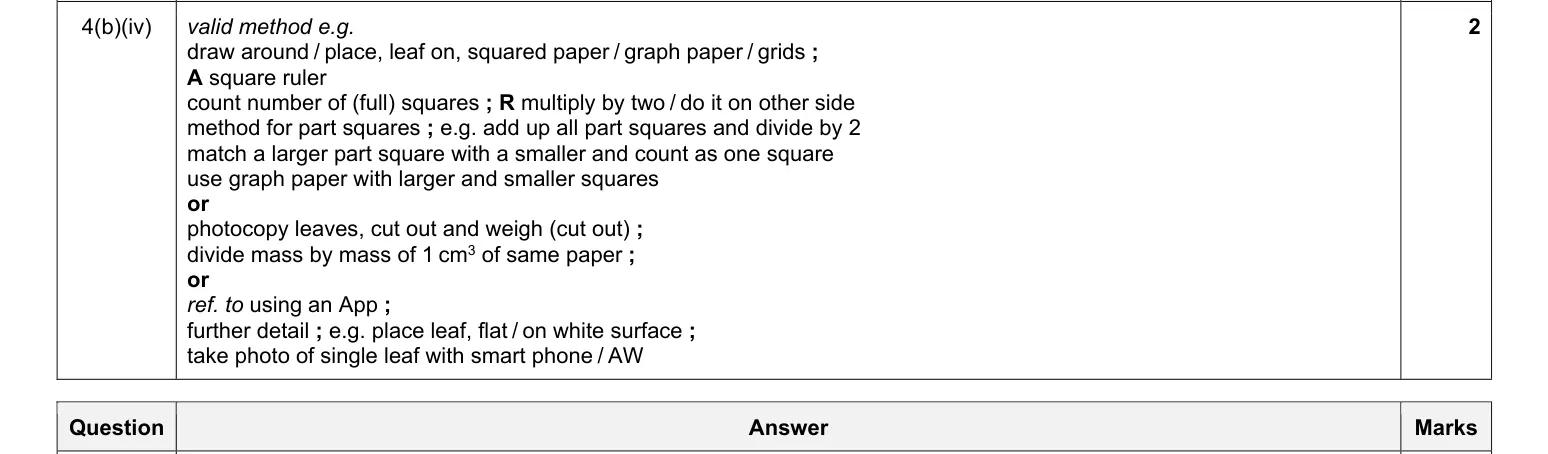 4(b)(iv) valid method e.g. 2
draw around / place, leaf on, squared paper / graph paper / grids ;
A square ruler
count number of (full) squares ; R multiply by two / do it on other side
method for part squares ; e.g. add up all part squares and divide by 2
match a larger part square with a smaller and count as one square
use graph paper with larger and smaller squares
or
photocopy leaves, cut out and weigh (cut out) ;
divide mass by mass of 1 cm³ of same paper ;
or
ref. to using an App ;
further detail ; e.g. place leaf, flat / on white surface ;
take photo of single leaf with smart phone / AW
Question Answer Marks